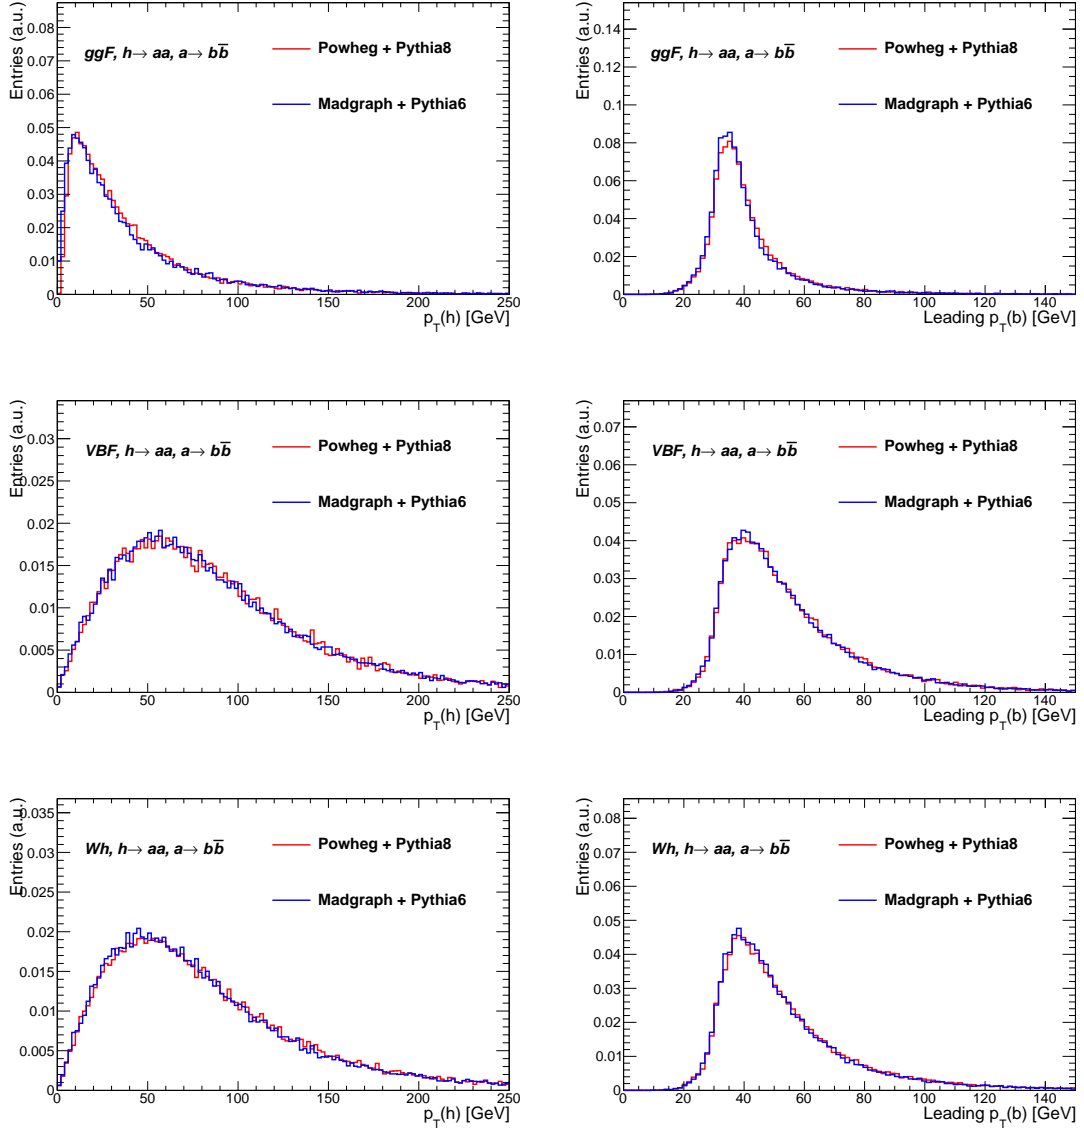 Entries (a.u.)
0.08
0.07
0.06
0.05
0.04
0.03
0.02
0.01
0
ggF, h→ aa, a→ bb̅
Powheg + Pythia8
Madgraph + Pythia6
0 50 100 150 200 250
p_T(h) [GeV]
Entries (a.u.)
0.14
0.12
0.1
0.08
0.06
0.04
0.02
0
ggF, h→ aa, a→ bb̅
Powheg + Pythia8
Madgraph + Pythia6
0 20 40 60 80 100 120 140
Leading p_T(b) [GeV]
Entries (a.u.)
0.03
0.025
0.02
0.015
0.01
0.005
0
VBF, h→ aa, a→ bb̅
Powheg + Pythia8
Madgraph + Pythia6
0 50 100 150 200 250
p_T(h) [GeV]
Entries (a.u.)
0.07
0.06
0.05
0.04
0.03
0.02
0.01
0
VBF, h→ aa, a→ bb̅
Powheg + Pythia8
Madgraph + Pythia6
0 20 40 60 80 100 120 140
Leading p_T(b) [GeV]
Entries (a.u.)
0.035
0.03
0.025
0.02
0.015
0.01
0.005
0
Wh, h→ aa, a→ bb̅
Powheg + Pythia8
Madgraph + Pythia6
0 50 100 150 200 250
p_T(h) [GeV]
Entries (a.u.)
0.08
0.07
0.06
0.05
0.04
0.03
0.02
0.01
0
Wh, h→ aa, a→ bb̅
Powheg + Pythia8
Madgraph + Pythia6
0 20 40 60 80 100 120 140
Leading p_T(b) [GeV]